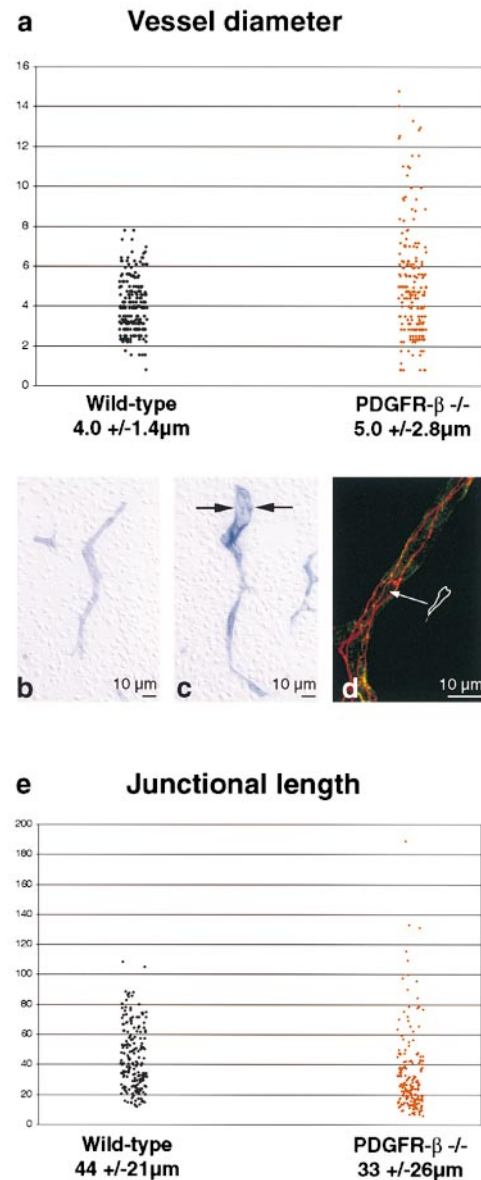 a Vessel diameter
16
14
12
10
8
6
4
2
0
Wild-type PDGFR-β -/-
4.0 +/-1.4µm 5.0 +/-2.8µm
b 10 µm c 10 µm d 10 µm
e Junctional length
200
180
160
140
120
100
80
60
40
20
0
Wild-type PDGFR-β -/-
44 +/-21µm 33 +/-26µm